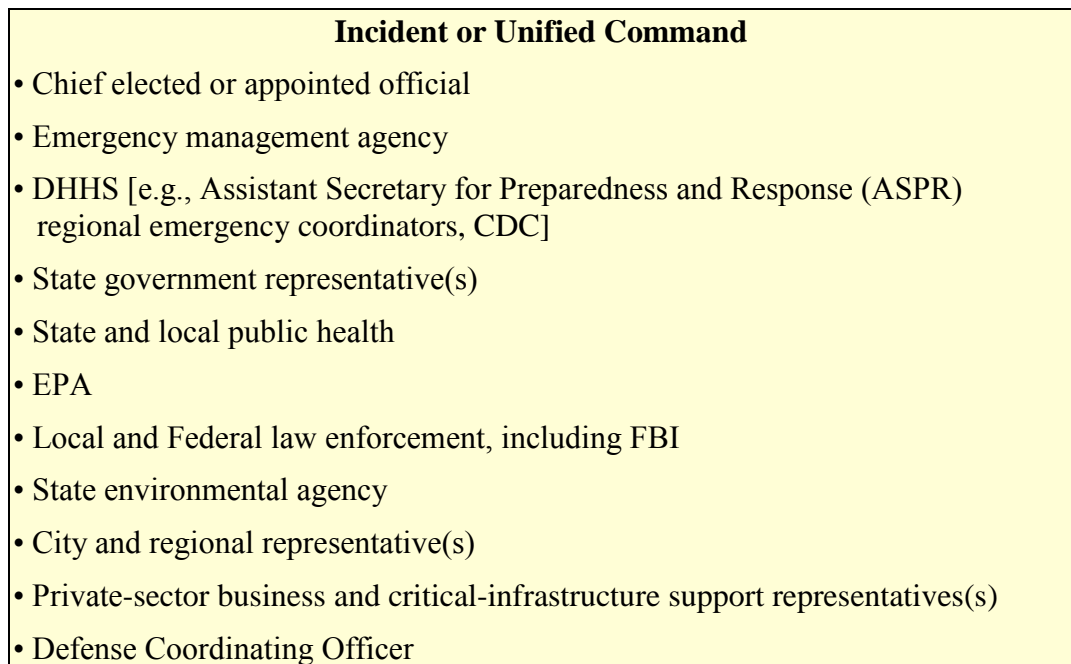 Incident or Unified Command
• Chief elected or appointed official
• Emergency management agency
• DHHS [e.g., Assistant Secretary for Preparedness and Response (ASPR)
regional emergency coordinators, CDC]
• State government representative(s)
• State and local public health
• EPA
• Local and Federal law enforcement, including FBI
• State environmental agency
• City and regional representative(s)
• Private-sector business and critical-infrastructure support representatives(s)
• Defense Coordinating Officer